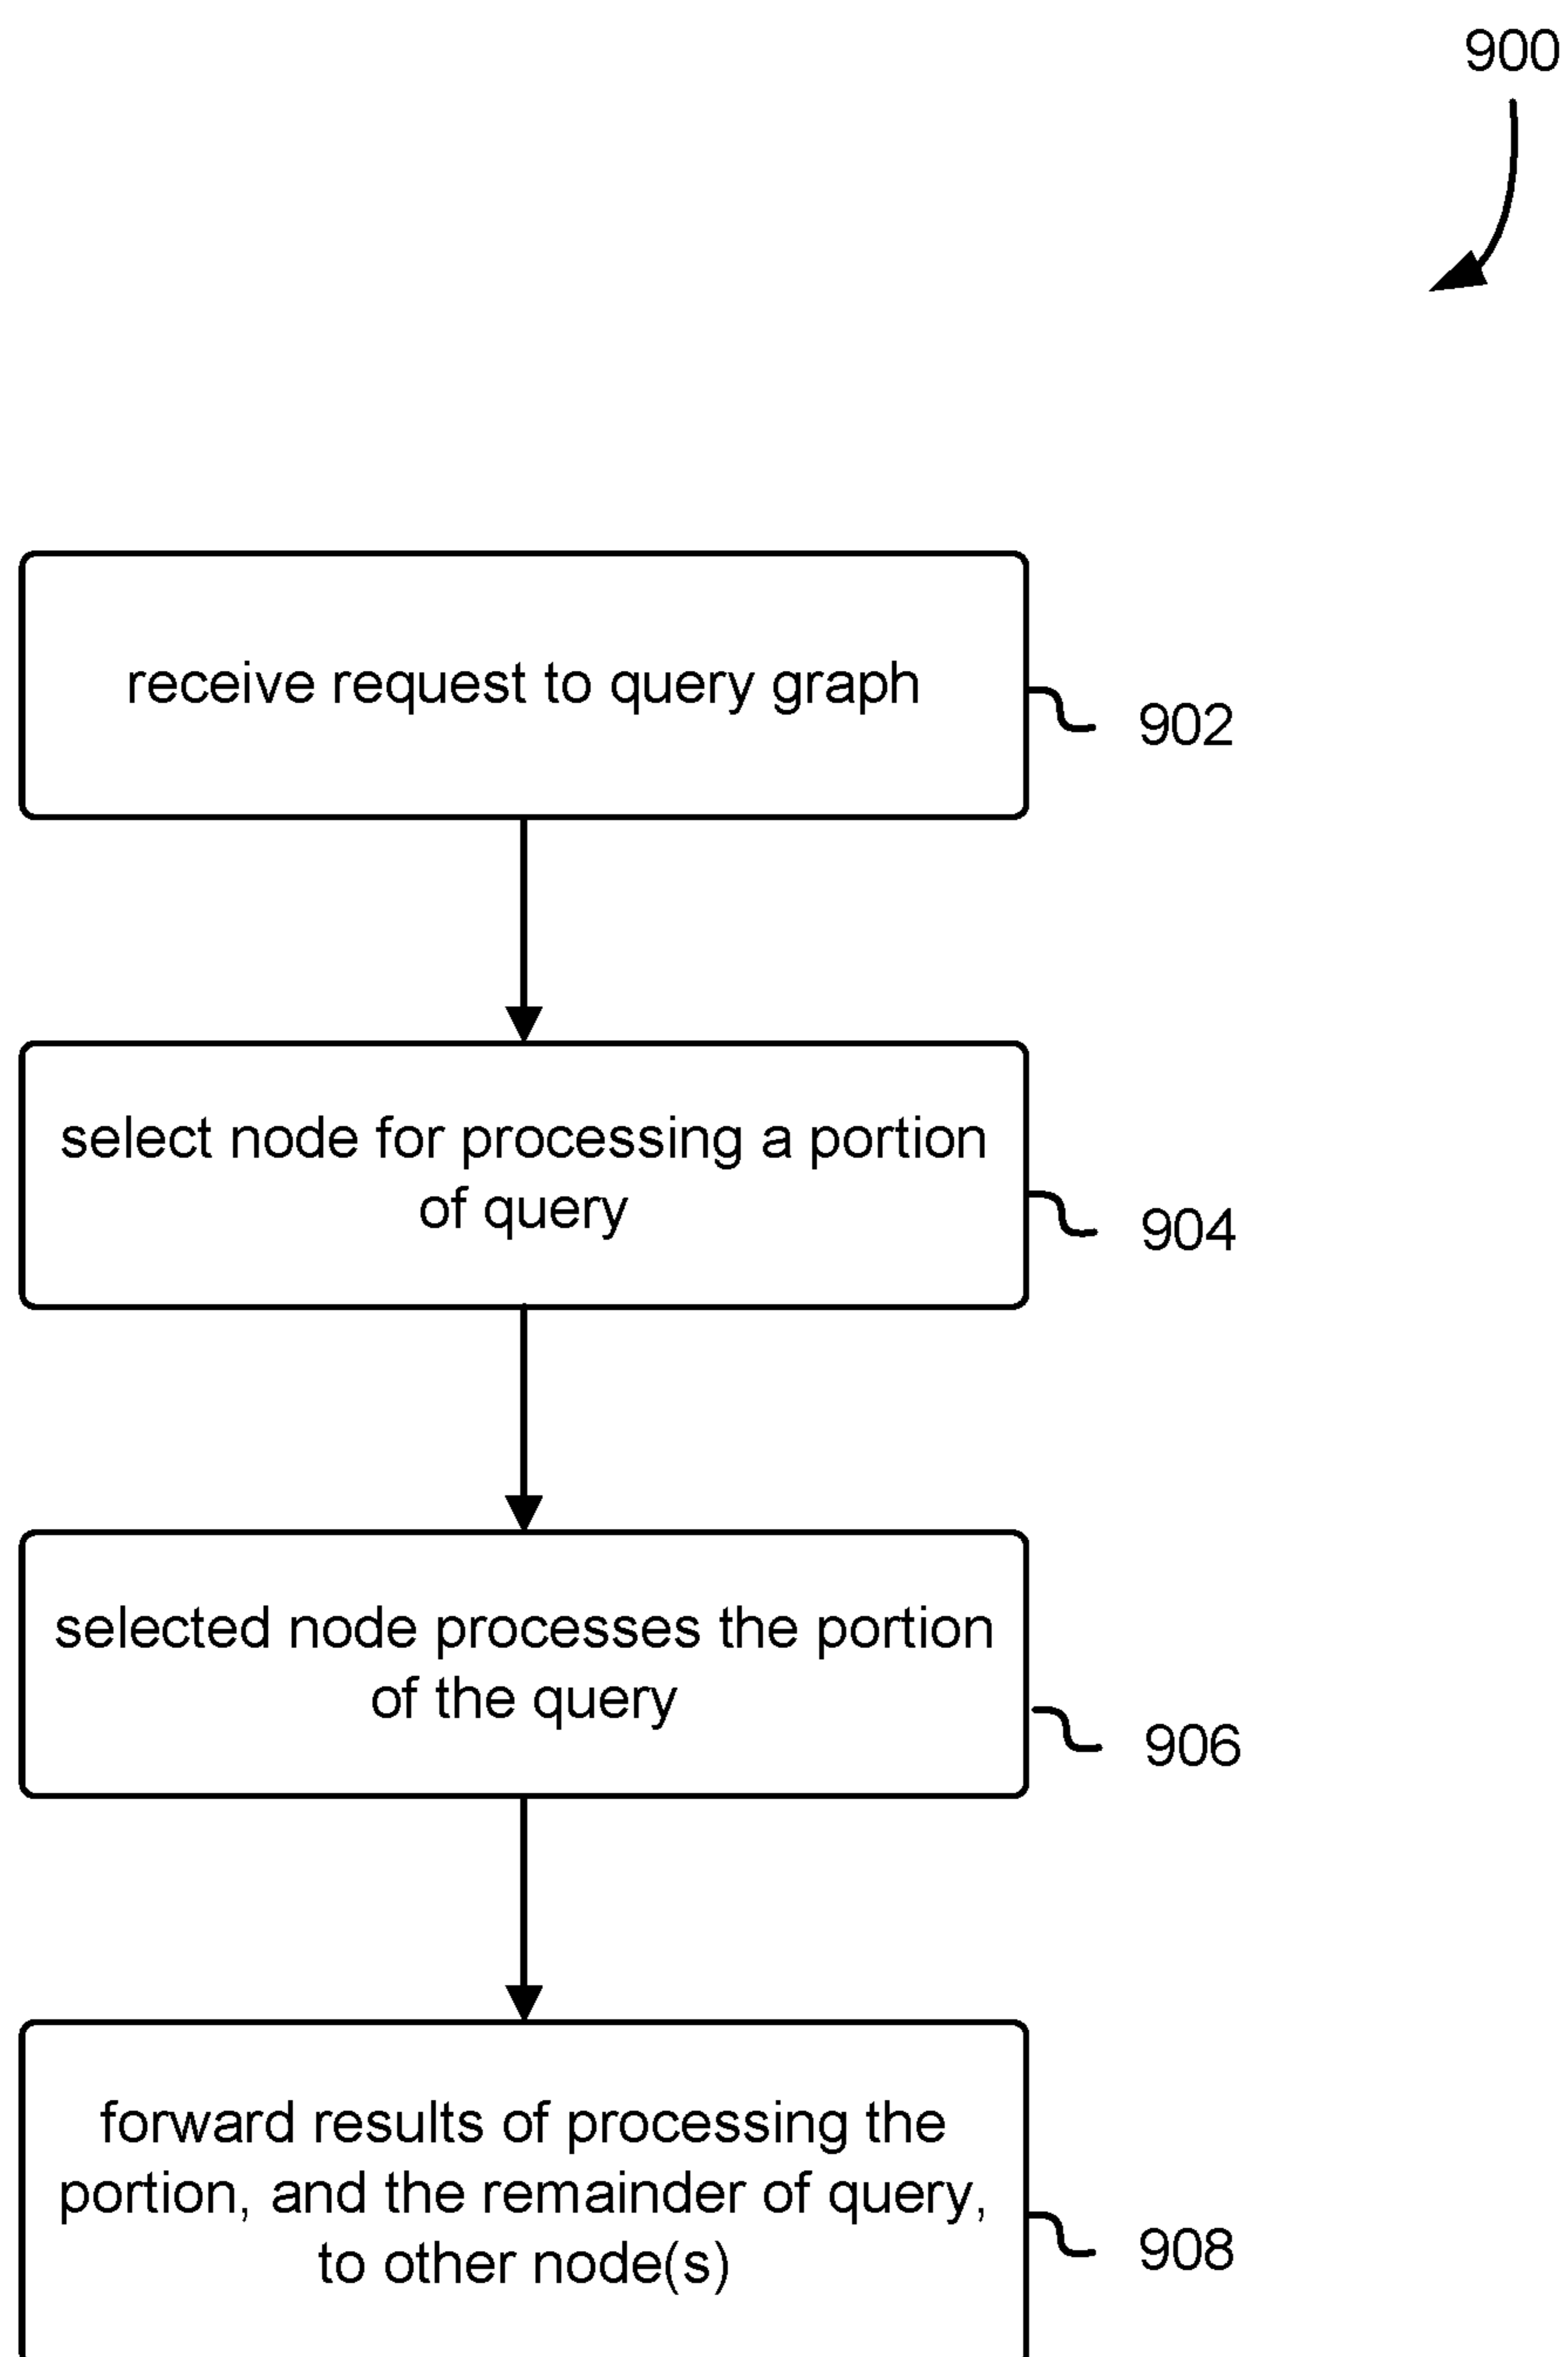 900
receive request to query graph
902
select node for processing a portion
of query
904
selected node processes the portion
of the query
906
forward results of processing the
portion, and the remainder of query,
to other node(s)
908